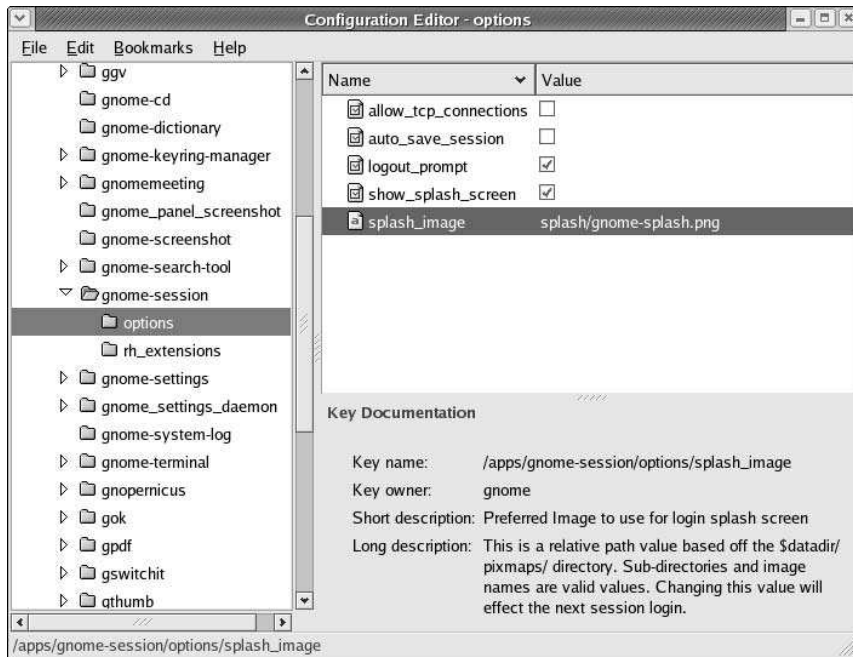 Configuration Editor - options
File Edit Bookmarks Help
ggv
gnome-cd
gnome-dictionary
gnome-keyring-manager
gnomemeeting
gnome_panel_screenshot
gnome-screenshot
gnome-search-tool
gnome-session
options
rh_extensions
gnome-settings
gnome_settings_daemon
gnome-system-log
gnome-terminal
gnopernicus
gok
gpdf
gswitchit
gthumb
Name Value
allow_tcp_connections
auto_save_session
logout_prompt
show_splash_screen
splash_image splash/gnome-splash.png
Key Documentation
Key name: /apps/gnome-session/options/splash_image
Key owner: gnome
Short description: Preferred Image to use for login splash screen
Long description: This is a relative path value based off the $datadir/
pixmaps/ directory. Sub-directories and image
names are valid values. Changing this value will
effect the next session login.
/apps/gnome-session/options/splash_image